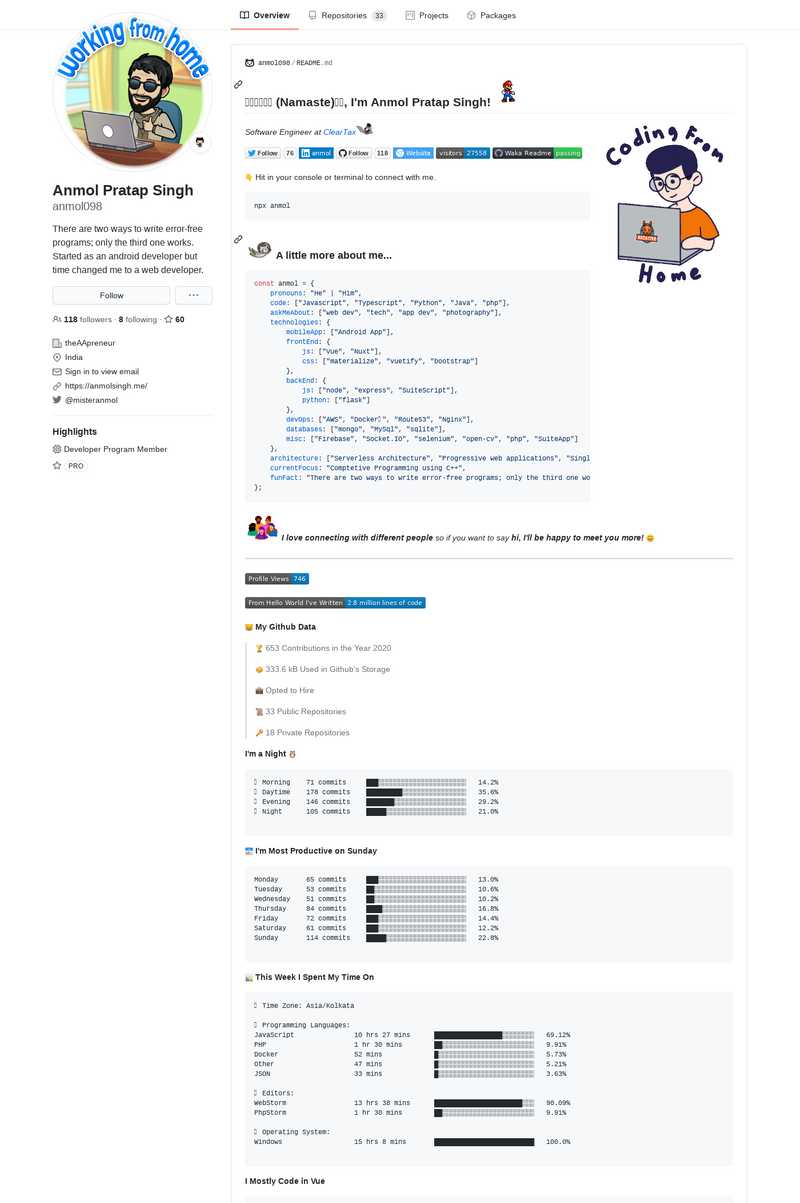 Overview
Repositories 33
Projects
Packages
working from home
Anmol Pratap Singh
anmol098
There are two ways to write error-free
programs; only the third one works.
Started as an android developer but
time changed me to a web developer.
Follow
118 followers · 8 following · 60
theAApreneur
India
Sign in to view email
https://anmolsingh.me/
@misteranmol
Highlights
Developer Program Member
PRO
anmol098/README.md
(Namaste), I'm Anmol Pratap Singh!
Software Engineer at ClearTax
Follow 76 anmol Follow 118 Website visitors 27558 Waka Readme passing
👇 Hit in your console or terminal to connect with me.
npx anmol
Coding From
Home
A little more about me...
const anmol = {
pronouns: "He" | "Him",
code: ["Javascript", "Typescript", "Python", "Java", "php"],
askMeAbout: ["web dev", "tech", "app dev", "photography"],
technologies: {
mobileApp: ["Android App"],
frontEnd: {
js: ["Vue", "Nuxt"],
css: ["materialize", "vuetify", "bootstrap"]
},
backEnd: {
js: ["node", "express", "SuiteScript"],
python: ["flask"]
},
devOps: ["AWS", "Docker", "Route53", "Nginx"],
databases: ["mongo", "MySql", "sqlite"],
misc: ["Firebase", "Socket.IO", "selenium", "open-cv", "php", "SuiteApp"]
},
architecture: ["Serverless Architecture", "Progressive web applications", "Singl
currentFocus: "Comptetive Programming using C++",
funFact: "There are two ways to write error-free programs; only the third one wo
};
I love connecting with different people so if you want to say hi, I'll be happy to meet you more! 😊
Profile Views 746
From Hello World I've Written 2.8 million lines of code
🐱 My Github Data
🏆 653 Contributions in the Year 2020
📦 333.6 kB Used in Github's Storage
💼 Opted to Hire
📜 33 Public Repositories
🔑 18 Private Repositories
I'm a Night 🦉
Morning 71 commits 14.2%
Daytime 178 commits 35.6%
Evening 146 commits 29.2%
Night 105 commits 21.0%
📅 I'm Most Productive on Sunday
Monday 65 commits 13.0%
Tuesday 53 commits 10.6%
Wednesday 51 commits 10.2%
Thursday 84 commits 16.8%
Friday 72 commits 14.4%
Saturday 61 commits 12.2%
Sunday 114 commits 22.8%
📊 This Week I Spent My Time On
Time Zone: Asia/Kolkata
Programming Languages:
JavaScript 10 hrs 27 mins 69.12%
PHP 1 hr 30 mins 9.91%
Docker 52 mins 5.73%
Other 47 mins 5.21%
JSON 33 mins 3.63%
Editors:
WebStorm 13 hrs 38 mins 90.09%
PhpStorm 1 hr 30 mins 9.91%
Operating System:
Windows 15 hrs 8 mins 100.0%
I Mostly Code in Vue